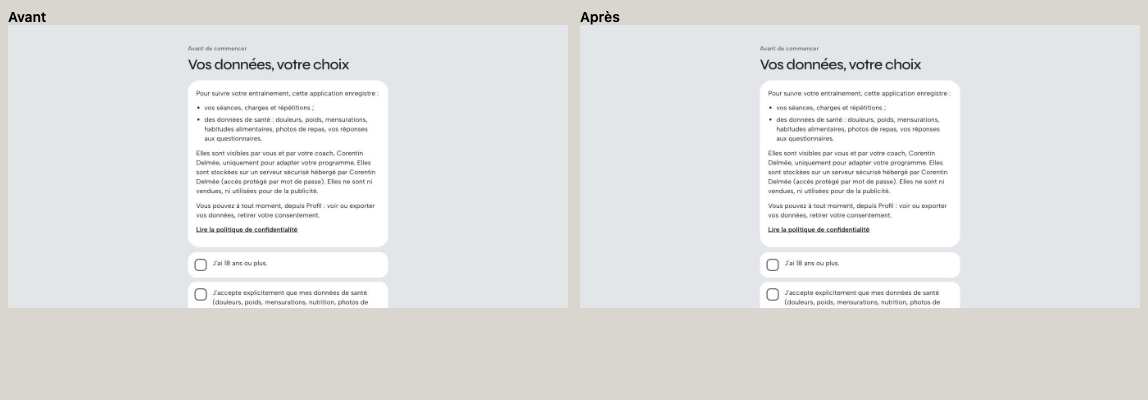 Avant
Avant de commencer
Vos données, votre choix
Pour suivre votre entraînement, cette application enregistre :
• vos séances, charges et répétitions ;
• des données de santé : douleurs, poids, mensurations,
habitudes alimentaires, photos de repas, vos réponses
aux questionnaires.
Elles sont visibles par vous et par votre coach, Corentin
Delmée, uniquement pour adapter votre programme. Elles
sont stockées sur un serveur sécurisé hébergé par Corentin
Delmée (accès protégé par mot de passe). Elles ne sont ni
vendues, ni utilisées pour de la publicité.
Vous pouvez à tout moment, depuis Profil : voir ou exporter
vos données, retirer votre consentement.
Lire la politique de confidentialité
J'ai 18 ans ou plus.
J'accepte explicitement que mes données de santé
(douleurs, poids, mensurations, nutrition, photos de
Après
Avant de commencer
Vos données, votre choix
Pour suivre votre entraînement, cette application enregistre :
• vos séances, charges et répétitions ;
• des données de santé : douleurs, poids, mensurations,
habitudes alimentaires, photos de repas, vos réponses
aux questionnaires.
Elles sont visibles par vous et par votre coach, Corentin
Delmée, uniquement pour adapter votre programme. Elles
sont stockées sur un serveur sécurisé hébergé par Corentin
Delmée (accès protégé par mot de passe). Elles ne sont ni
vendues, ni utilisées pour de la publicité.
Vous pouvez à tout moment, depuis Profil : voir ou exporter
vos données, retirer votre consentement.
Lire la politique de confidentialité
J'ai 18 ans ou plus.
J'accepte explicitement que mes données de santé
(douleurs, poids, mensurations, nutrition, photos de